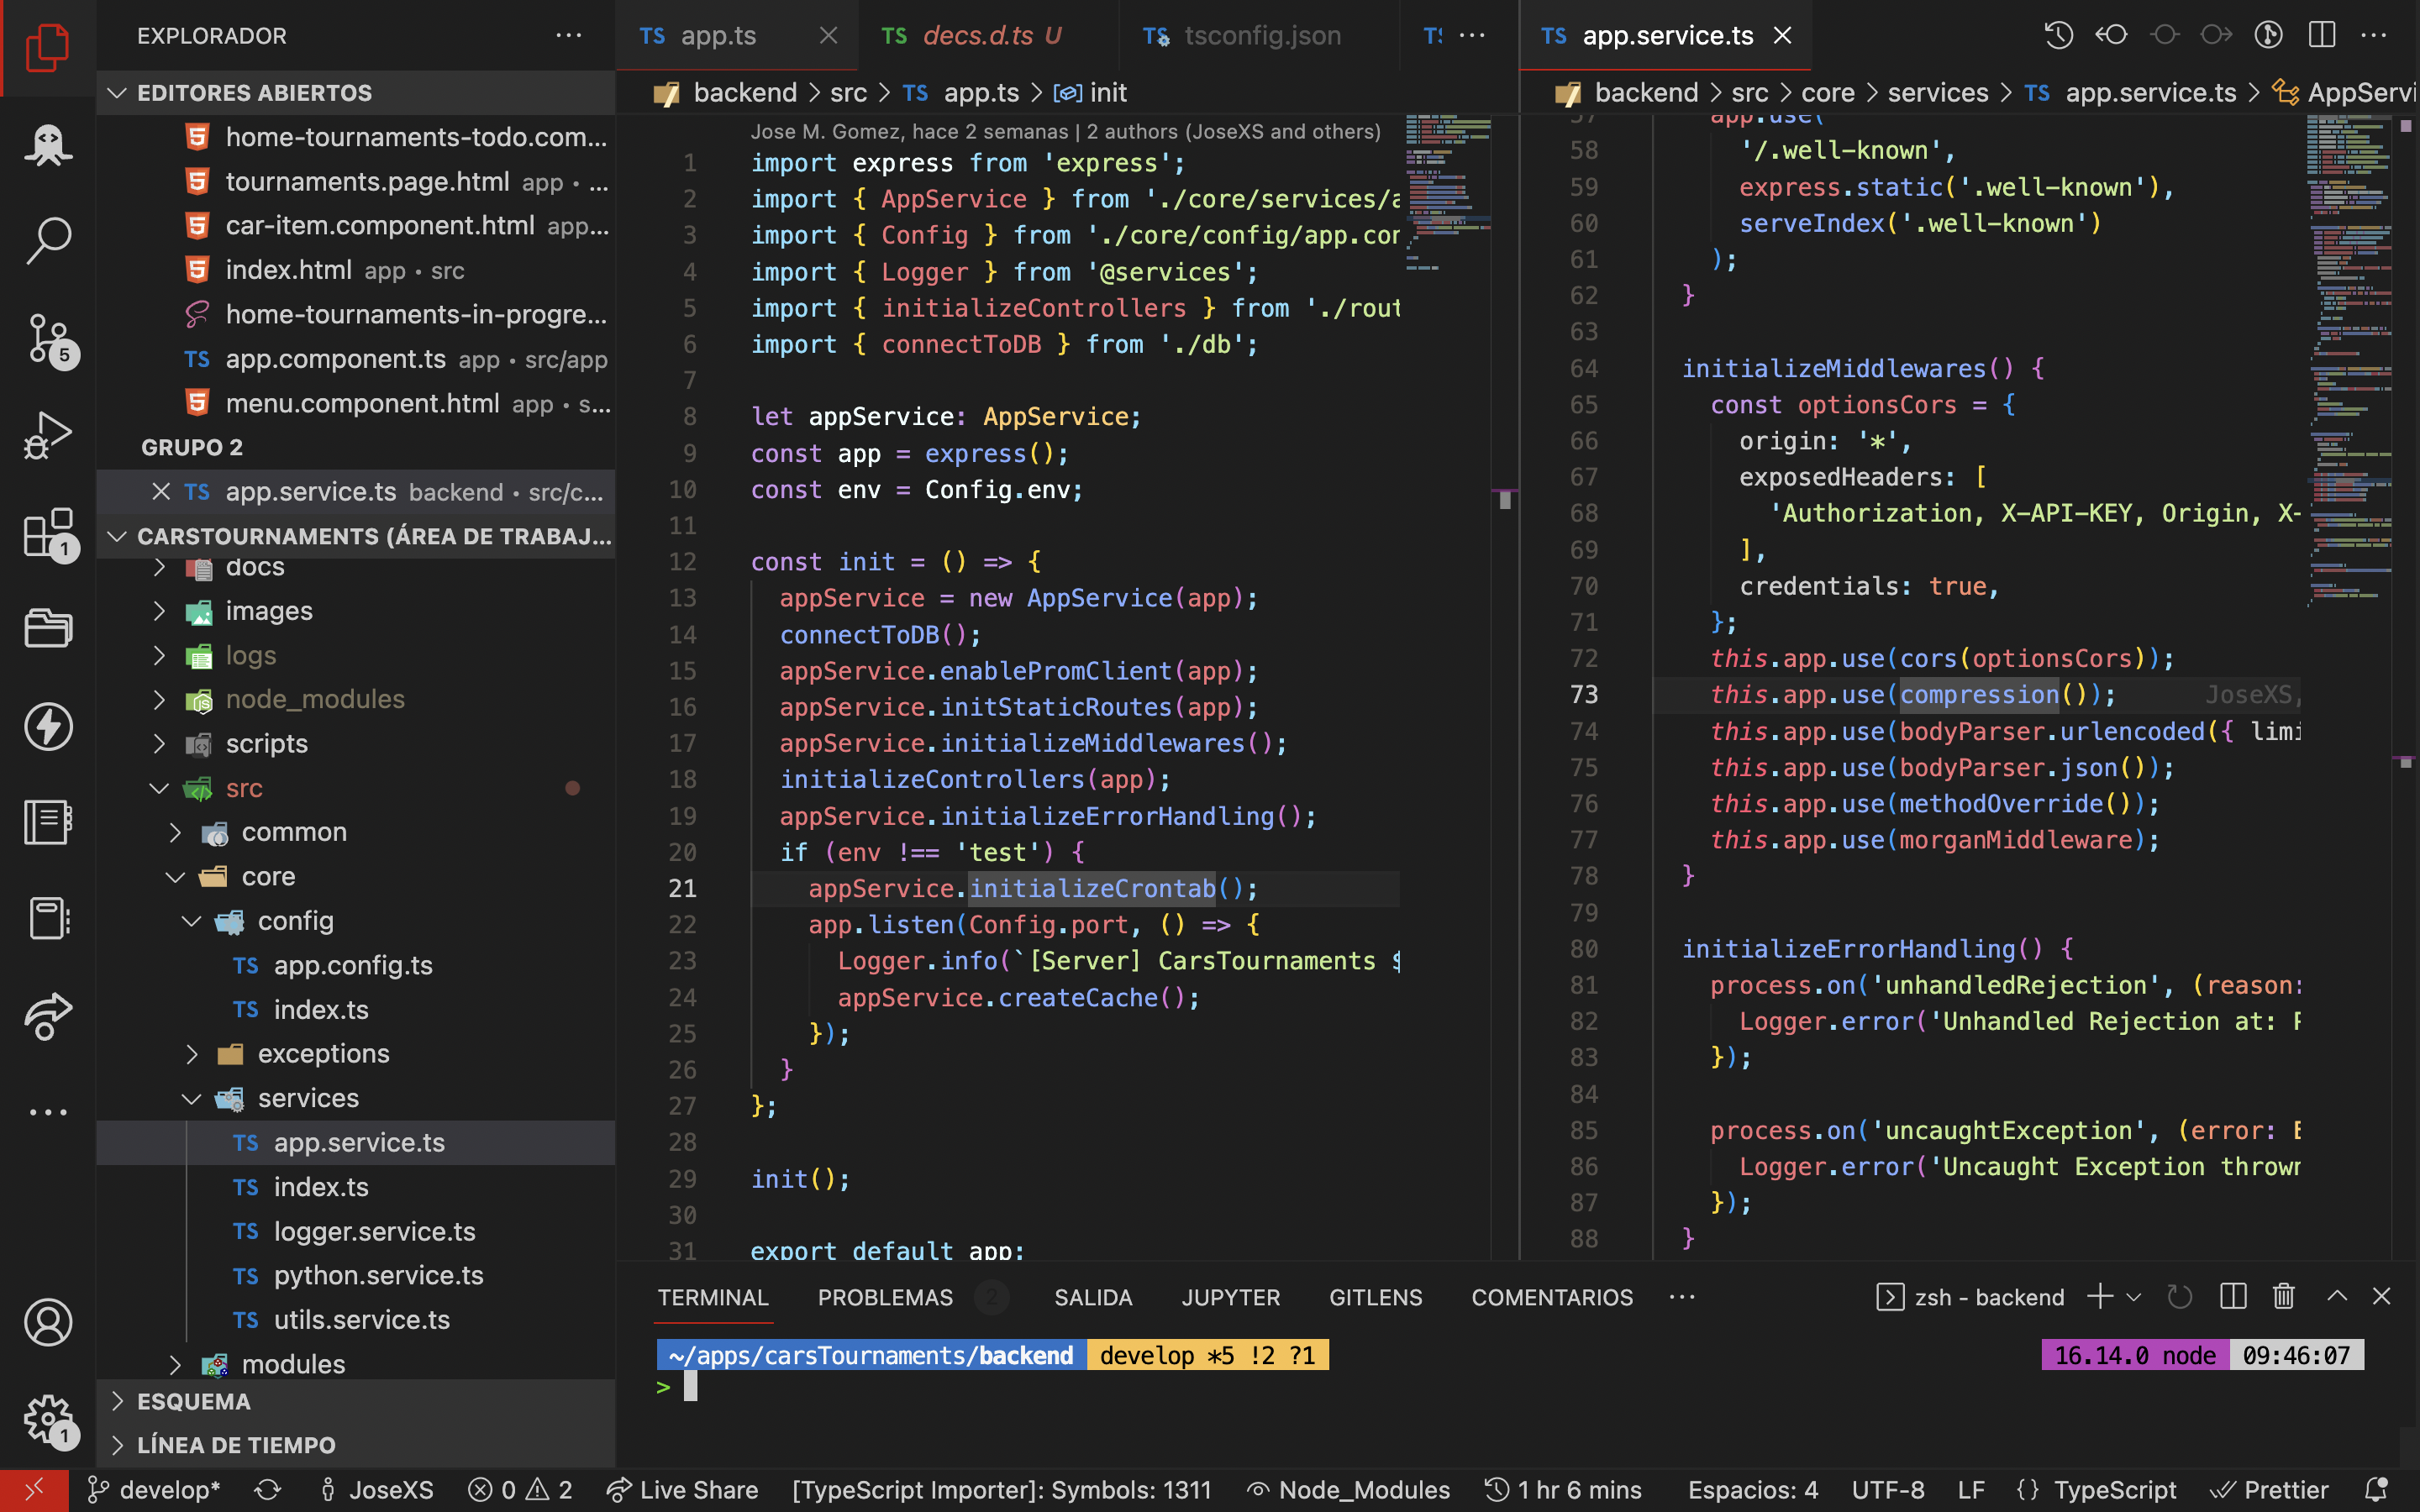 EXPLORADOR
EDITORES ABIERTOS
home-tournaments-todo.com...
tournaments.page.html app • ...
car-item.component.html app...
index.html app • src
home-tournaments-in-progre...
app.component.ts app • src/app
menu.component.html app • s...
GRUPO 2
app.service.ts backend • src/c...
CARSTOURNAMENTS (ÁREA DE TRABAJ...
docs
images
logs
node_modules
scripts
src
common
core
config
TS app.config.ts
TS index.ts
exceptions
services
TS app.service.ts
TS index.ts
TS logger.service.ts
TS python.service.ts
TS utils.service.ts
modules
ESQUEMA
LÍNEA DE TIEMPO
5
1
1
TS app.ts
TS decs.d.ts U
TS tsconfig.json
backend > src > TS app.ts > init
Jose M. Gomez, hace 2 semanas | 2 authors (JoseXS and others)
1 import express from 'express';
2 import { AppService } from './core/services/a
3 import { Config } from './core/config/app.con
4 import { Logger } from '@services';
5 import { initializeControllers } from './rout
6 import { connectToDB } from './db';
7
8 let appService: AppService;
9 const app = express();
10 const env = Config.env;
11
12 const init = () => {
13 appService = new AppService(app);
14 connectToDB();
15 appService.enablePromClient(app);
16 appService.initStaticRoutes(app);
17 appService.initializeMiddlewares();
18 initializeControllers(app);
19 appService.initializeErrorHandling();
20 if (env !== 'test') {
21 appService.initializeCrontab();
22 app.listen(Config.port, () => {
23 Logger.info(`[Server] CarsTournaments $
24 appService.createCache();
25 });
26 }
27 };
28
29 init();
30
31 export default app;
TS app.service.ts
backend > src > core > services > TS app.service.ts > AppServi
57 app.use(
58 '/.well-known',
59 express.static('.well-known'),
60 serveIndex('.well-known')
61 );
62 }
63
64 initializeMiddlewares() {
65 const optionsCors = {
66 origin: '*',
67 exposedHeaders: [
68 'Authorization, X-API-KEY, Origin, X-
69 ],
70 credentials: true,
71 };
72 this.app.use(cors(optionsCors));
73 this.app.use(compression()); JoseXS,
74 this.app.use(bodyParser.urlencoded({ limi
75 this.app.use(bodyParser.json());
76 this.app.use(methodOverride());
77 this.app.use(morganMiddleware);
78 }
79
80 initializeErrorHandling() {
81 process.on('unhandledRejection', (reason:
82 Logger.error('Unhandled Rejection at: P
83 });
84
85 process.on('uncaughtException', (error: E
86 Logger.error('Uncaught Exception thrown
87 });
88 }
TERMINAL PROBLEMAS 2 SALIDA JUPYTER GITLENS COMENTARIOS ··· zsh - backend
~/apps/carsTournaments/backend develop *5 !2 ?1 16.14.0 node 09:46:07
>
develop* JoseXS 0 2 Live Share [TypeScript Importer]: Symbols: 1311 Node_Modules 1 hr 6 mins Espacios: 4 UTF-8 LF {} TypeScript Prettier